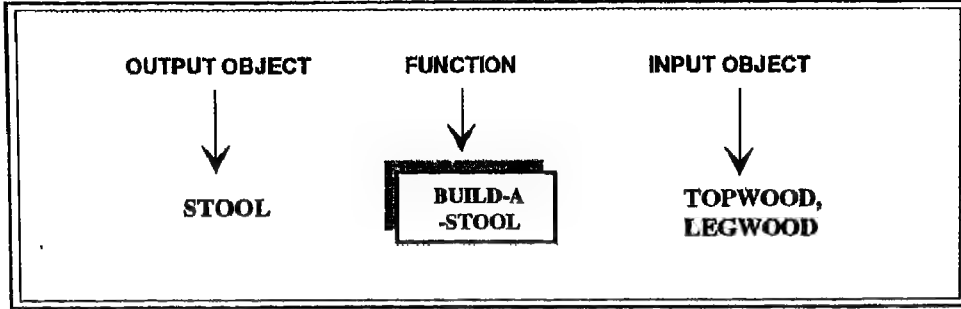 OUTPUT OBJECT FUNCTION INPUT OBJECT
STOOL
BUILD-A
-STOOL
TOPWOOD,
LEGWOOD